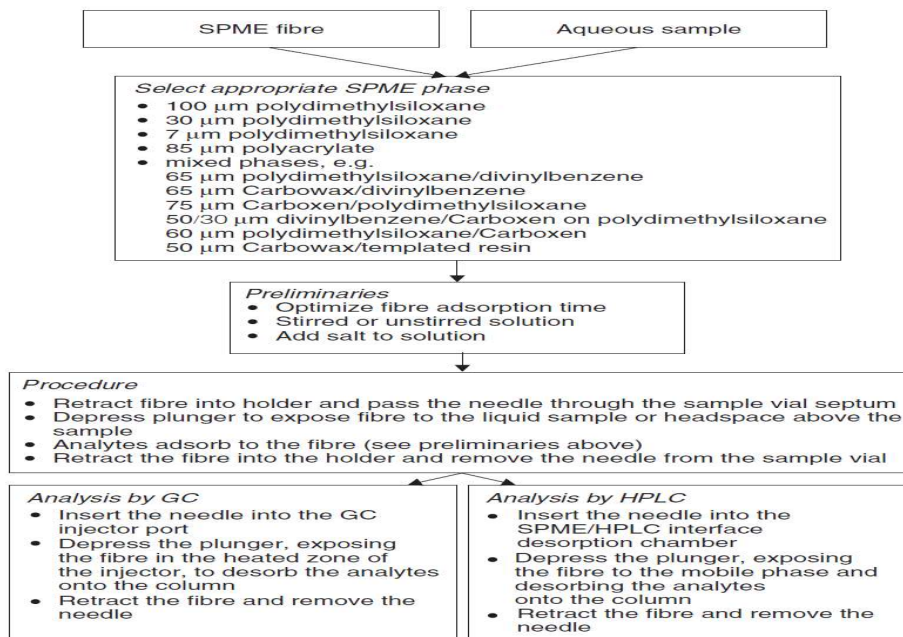 SPME fibre
Aqueous sample
Select appropriate SPME phase
• 100 μm polydimethylsiloxane
• 30 μm polydimethylsiloxane
• 7 μm polydimethylsiloxane
• 85 μm polyacrylate
• mixed phases, e.g.
65 μm polydimethylsiloxane/divinylbenzene
65 μm Carbowax/divinylbenzene
75 μm Carboxen/polydimethylsiloxane
50/30 μm divinylbenzene/Carboxen on polydimethylsiloxane
60 μm polydimethylsiloxane/Carboxen
50 μm Carbowax/templated resin
Preliminaries
• Optimize fibre adsorption time
• Stirred or unstirred solution
• Add salt to solution
Procedure
• Retract fibre into holder and pass the needle through the sample vial septum
• Depress plunger to expose fibre to the liquid sample or headspace above the
sample
• Analytes adsorb to the fibre (see preliminaries above)
• Retract the fibre into the holder and remove the needle from the sample vial
Analysis by GC
• Insert the needle into the GC
injector port
• Depress the plunger, exposing
the fibre in the heated zone of
the injector, to desorb the analytes
onto the column
• Retract the fibre and remove the
needle
Analysis by HPLC
• Insert the needle into the
SPME/HPLC interface
desorption chamber
• Depress the plunger, exposing
the fibre to the mobile phase and
desorbing the analytes
onto the column
• Retract the fibre and remove the
needle